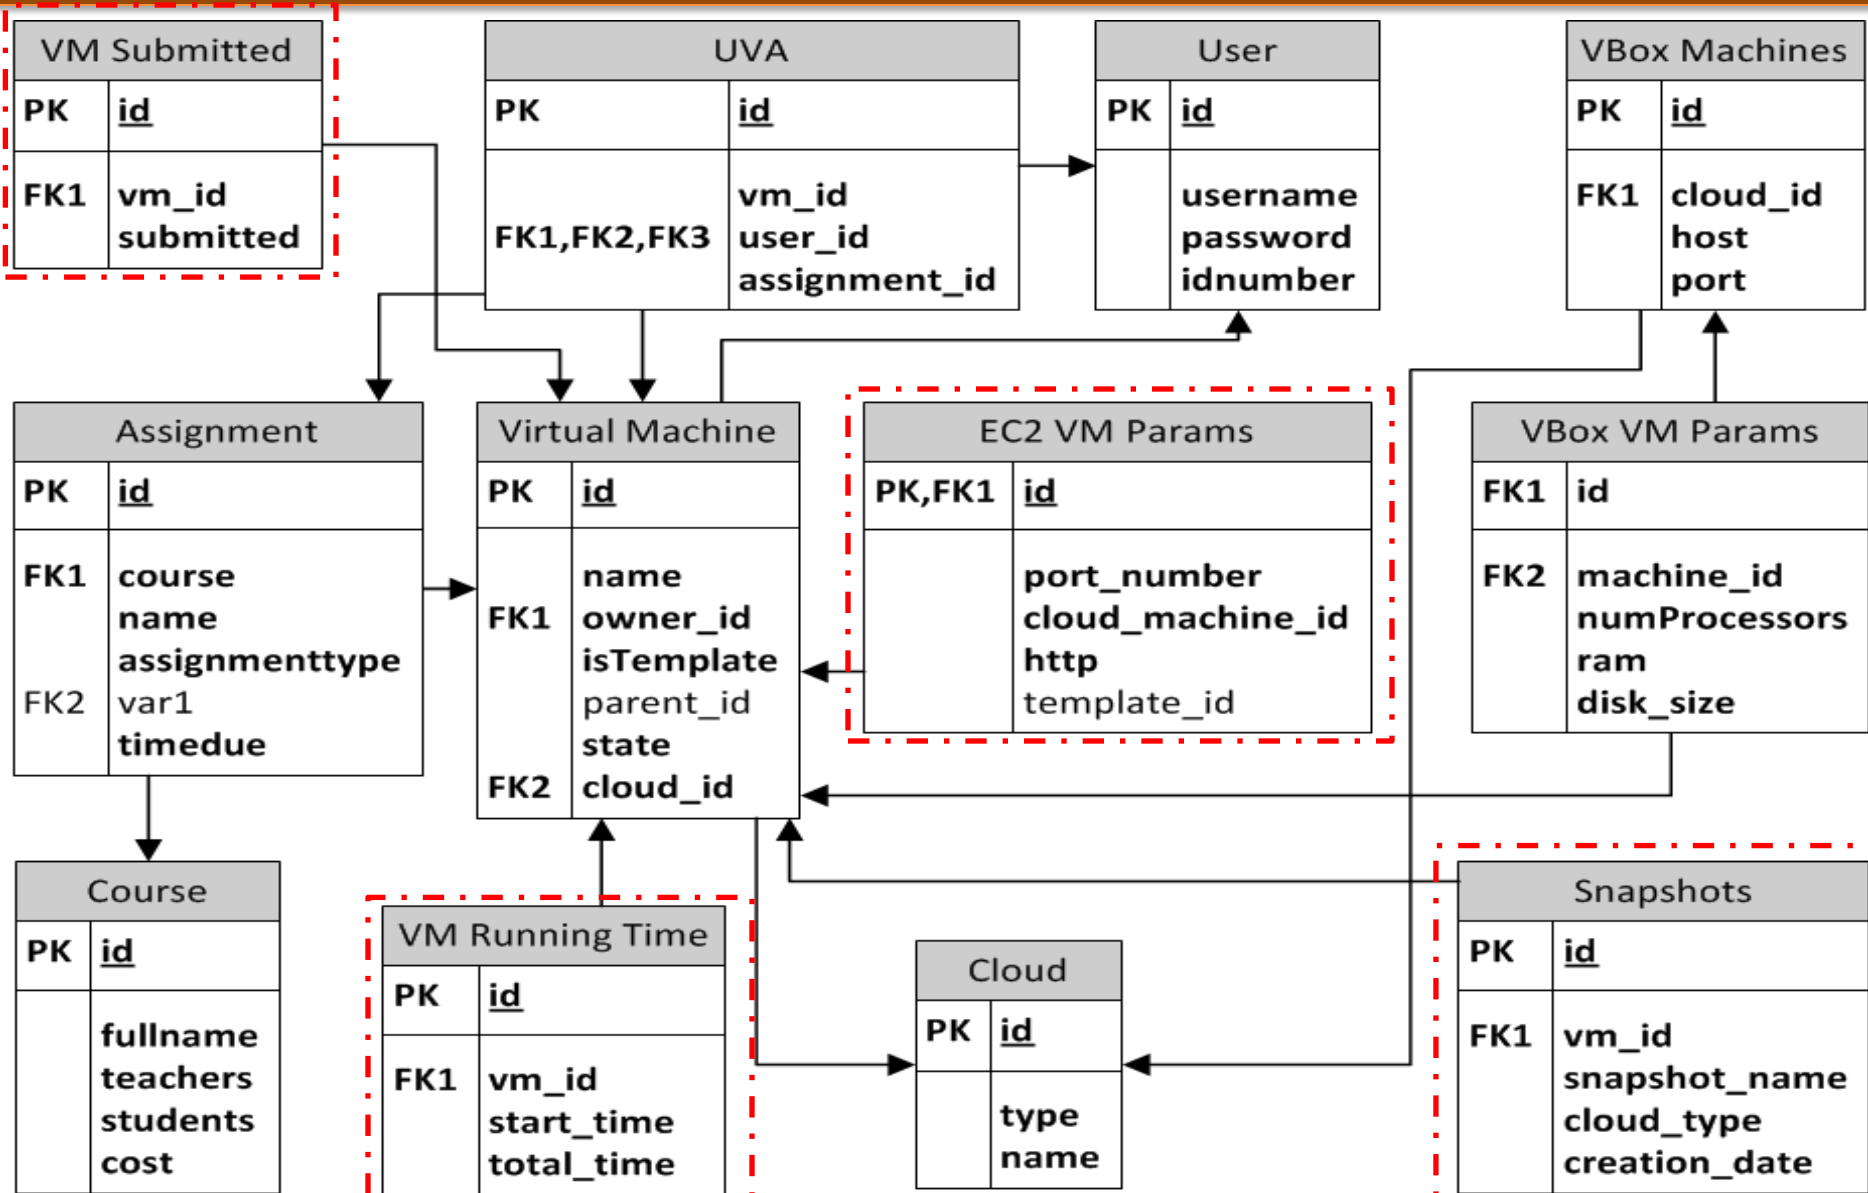 VM Submitted
PK id
FK1 vm_id
submitted
UVA
PK id
vm_id
FK1,FK2,FK3 user_id
assignment_id
User
PK id
username
password
idnumber
VBox Machines
PK id
FK1 cloud_id
host
port
Assignment
PK id
FK1 course
name
assignmenttype
FK2 var1
timedue
Virtual Machine
PK id
name
FK1 owner_id
isTemplate
parent_id
state
FK2 cloud_id
EC2 VM Params
PK,FK1 id
port_number
cloud_machine_id
http
template_id
VBox VM Params
FK1 id
FK2 machine_id
numProcessors
ram
disk_size
Course
PK id
fullname
teachers
students
cost
VM Running Time
PK id
FK1 vm_id
start_time
total_time
Cloud
PK id
type
name
Snapshots
PK id
FK1 vm_id
snapshot_name
cloud_type
creation_date